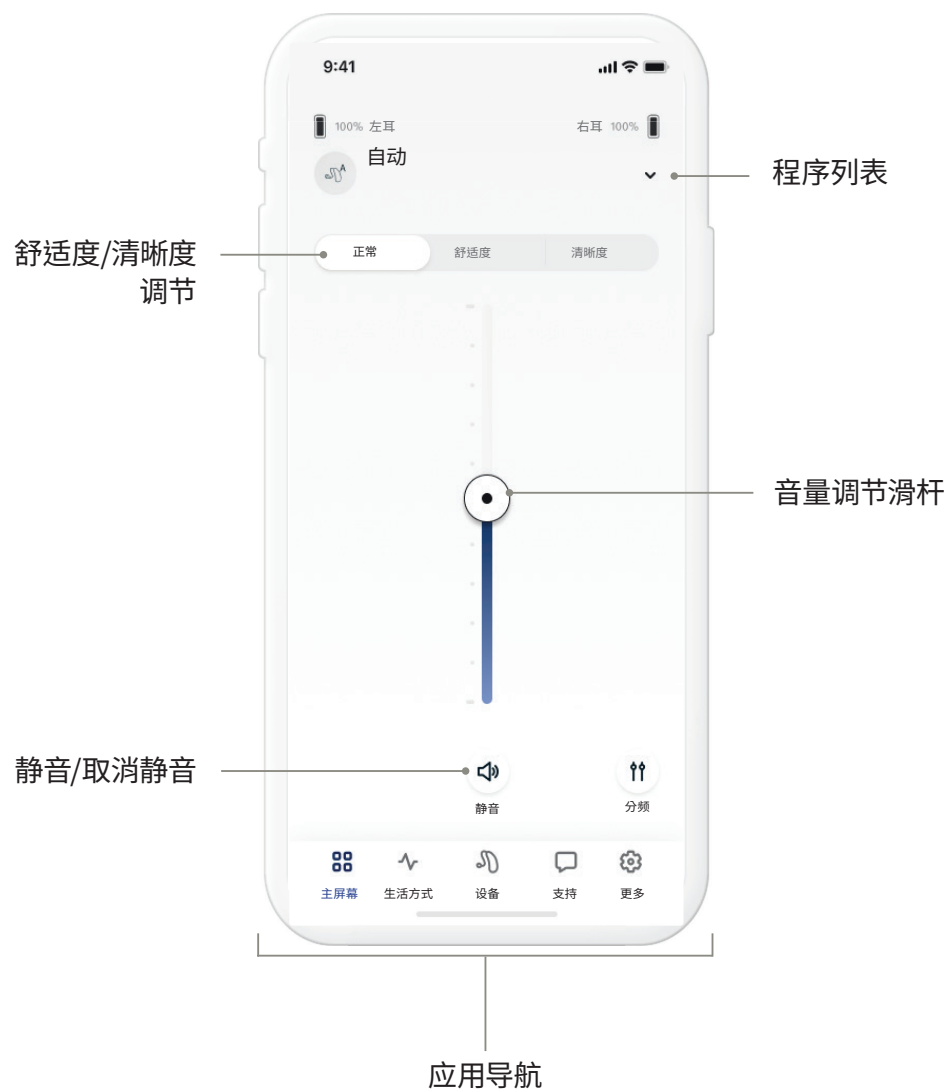 9:41
100% 左耳
右耳 100%
自动
程序列表
舒适度/清晰度
调节
正常
舒适度
清晰度
音量调节滑杆
静音/取消静音
静音
分频
主屏幕
生活方式
设备
支持
更多
应用导航